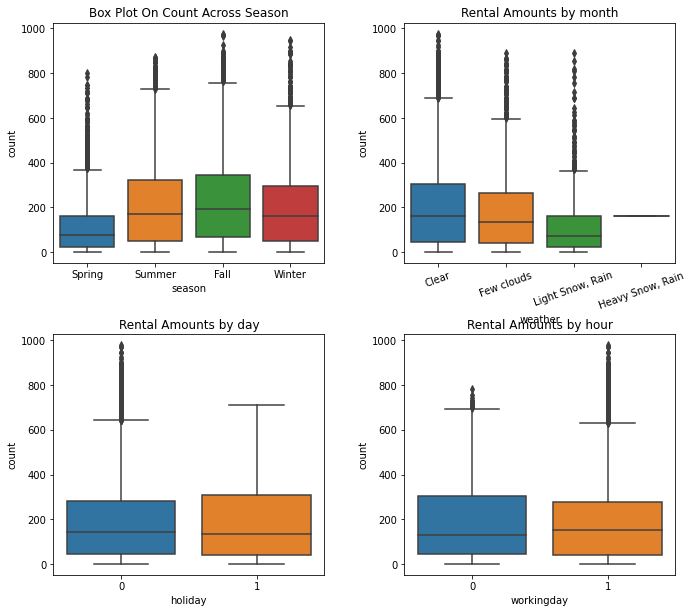 Box Plot On Count Across Season
1000
800
600
400
200
0
count
Spring Summer Fall Winter
season
Rental Amounts by month
1000
800
600
400
200
0
count
Clear Few clouds Light Snow, Rain Heavy Snow, Rain
weather
Rental Amounts by day
1000
800
600
400
200
0
count
0 1
holiday
Rental Amounts by hour
1000
800
600
400
200
0
count
0 1
workingday